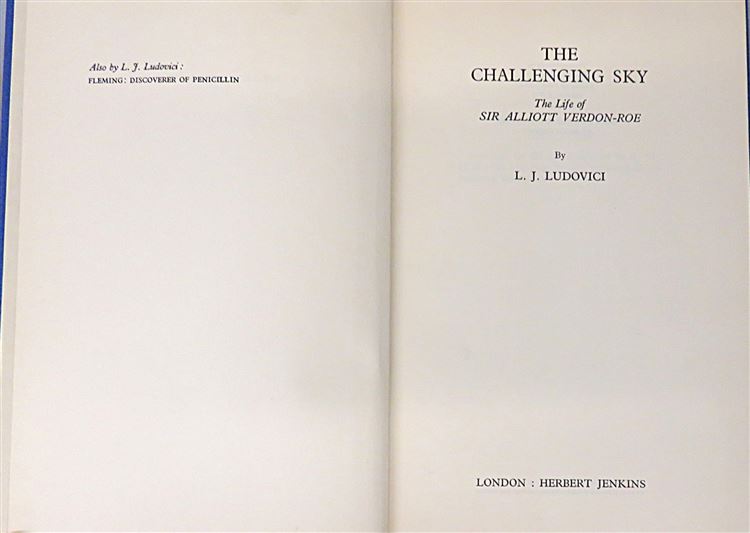 Also by L. J. Ludovici:
FLEMING: DISCOVERER OF PENICILLIN
THE
CHALLENGING SKY
The Life of
SIR ALLIOTT VERDON-ROE
By
L. J. LUDOVICI
LONDON : HERBERT JENKINS